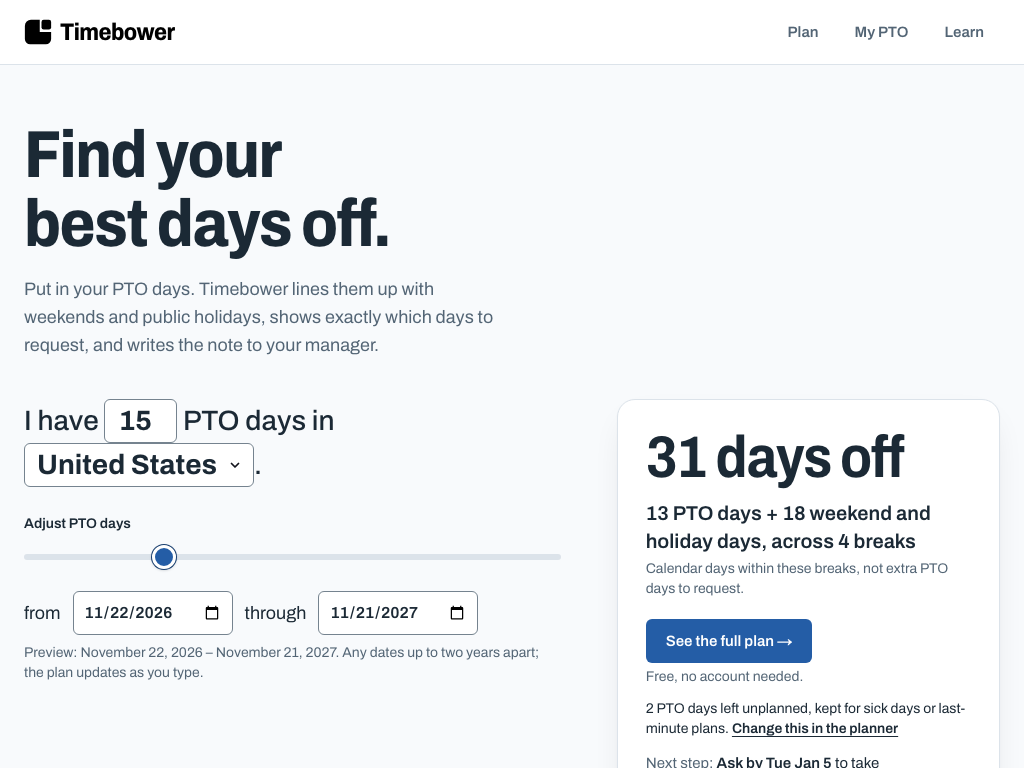 Timebower
Plan
My PTO
Learn
Find your
best days off.
Put in your PTO days. Timebower lines them up with
weekends and public holidays, shows exactly which days to
request, and writes the note to your manager.
I have 15 PTO days in
United States .
Adjust PTO days
from 11/22/2026 through 11/21/2027
Preview: November 22, 2026 – November 21, 2027. Any dates up to two years apart;
the plan updates as you type.
31 days off
13 PTO days + 18 weekend and
holiday days, across 4 breaks
Calendar days within these breaks, not extra PTO
days to request.
See the full plan →
Free, no account needed.
2 PTO days left unplanned, kept for sick days or last-
minute plans. Change this in the planner
Next step: Ask by Tue Jan 5 to take